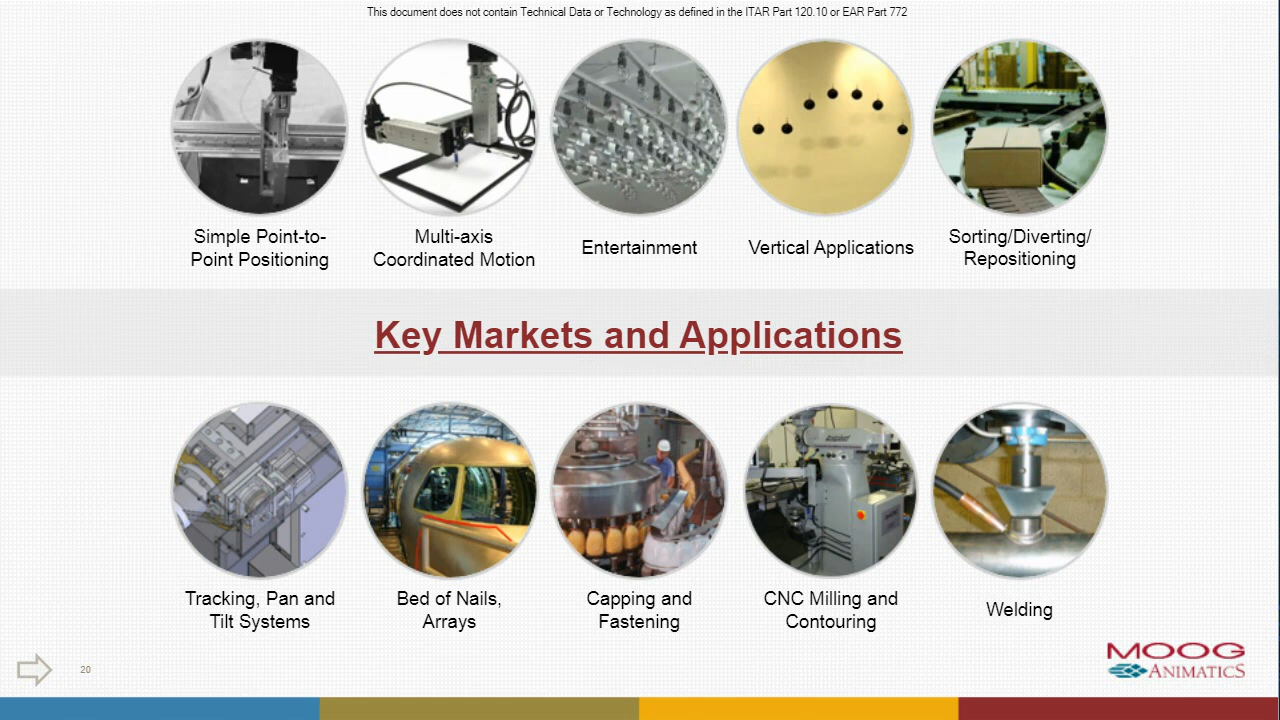 This document does not contain Technical Data or Technology as defined in the ITAR Part 120.10 or EAR Part 772
Simple Point-to-
Point Positioning
Multi-axis
Coordinated Motion
Entertainment
Vertical Applications
Sorting/Diverting/
Repositioning
Key Markets and Applications
Tracking, Pan and
Tilt Systems
Bed of Nails,
Arrays
Capping and
Fastening
CNC Milling and
Contouring
Welding
20
MOOG
ANIMATICS